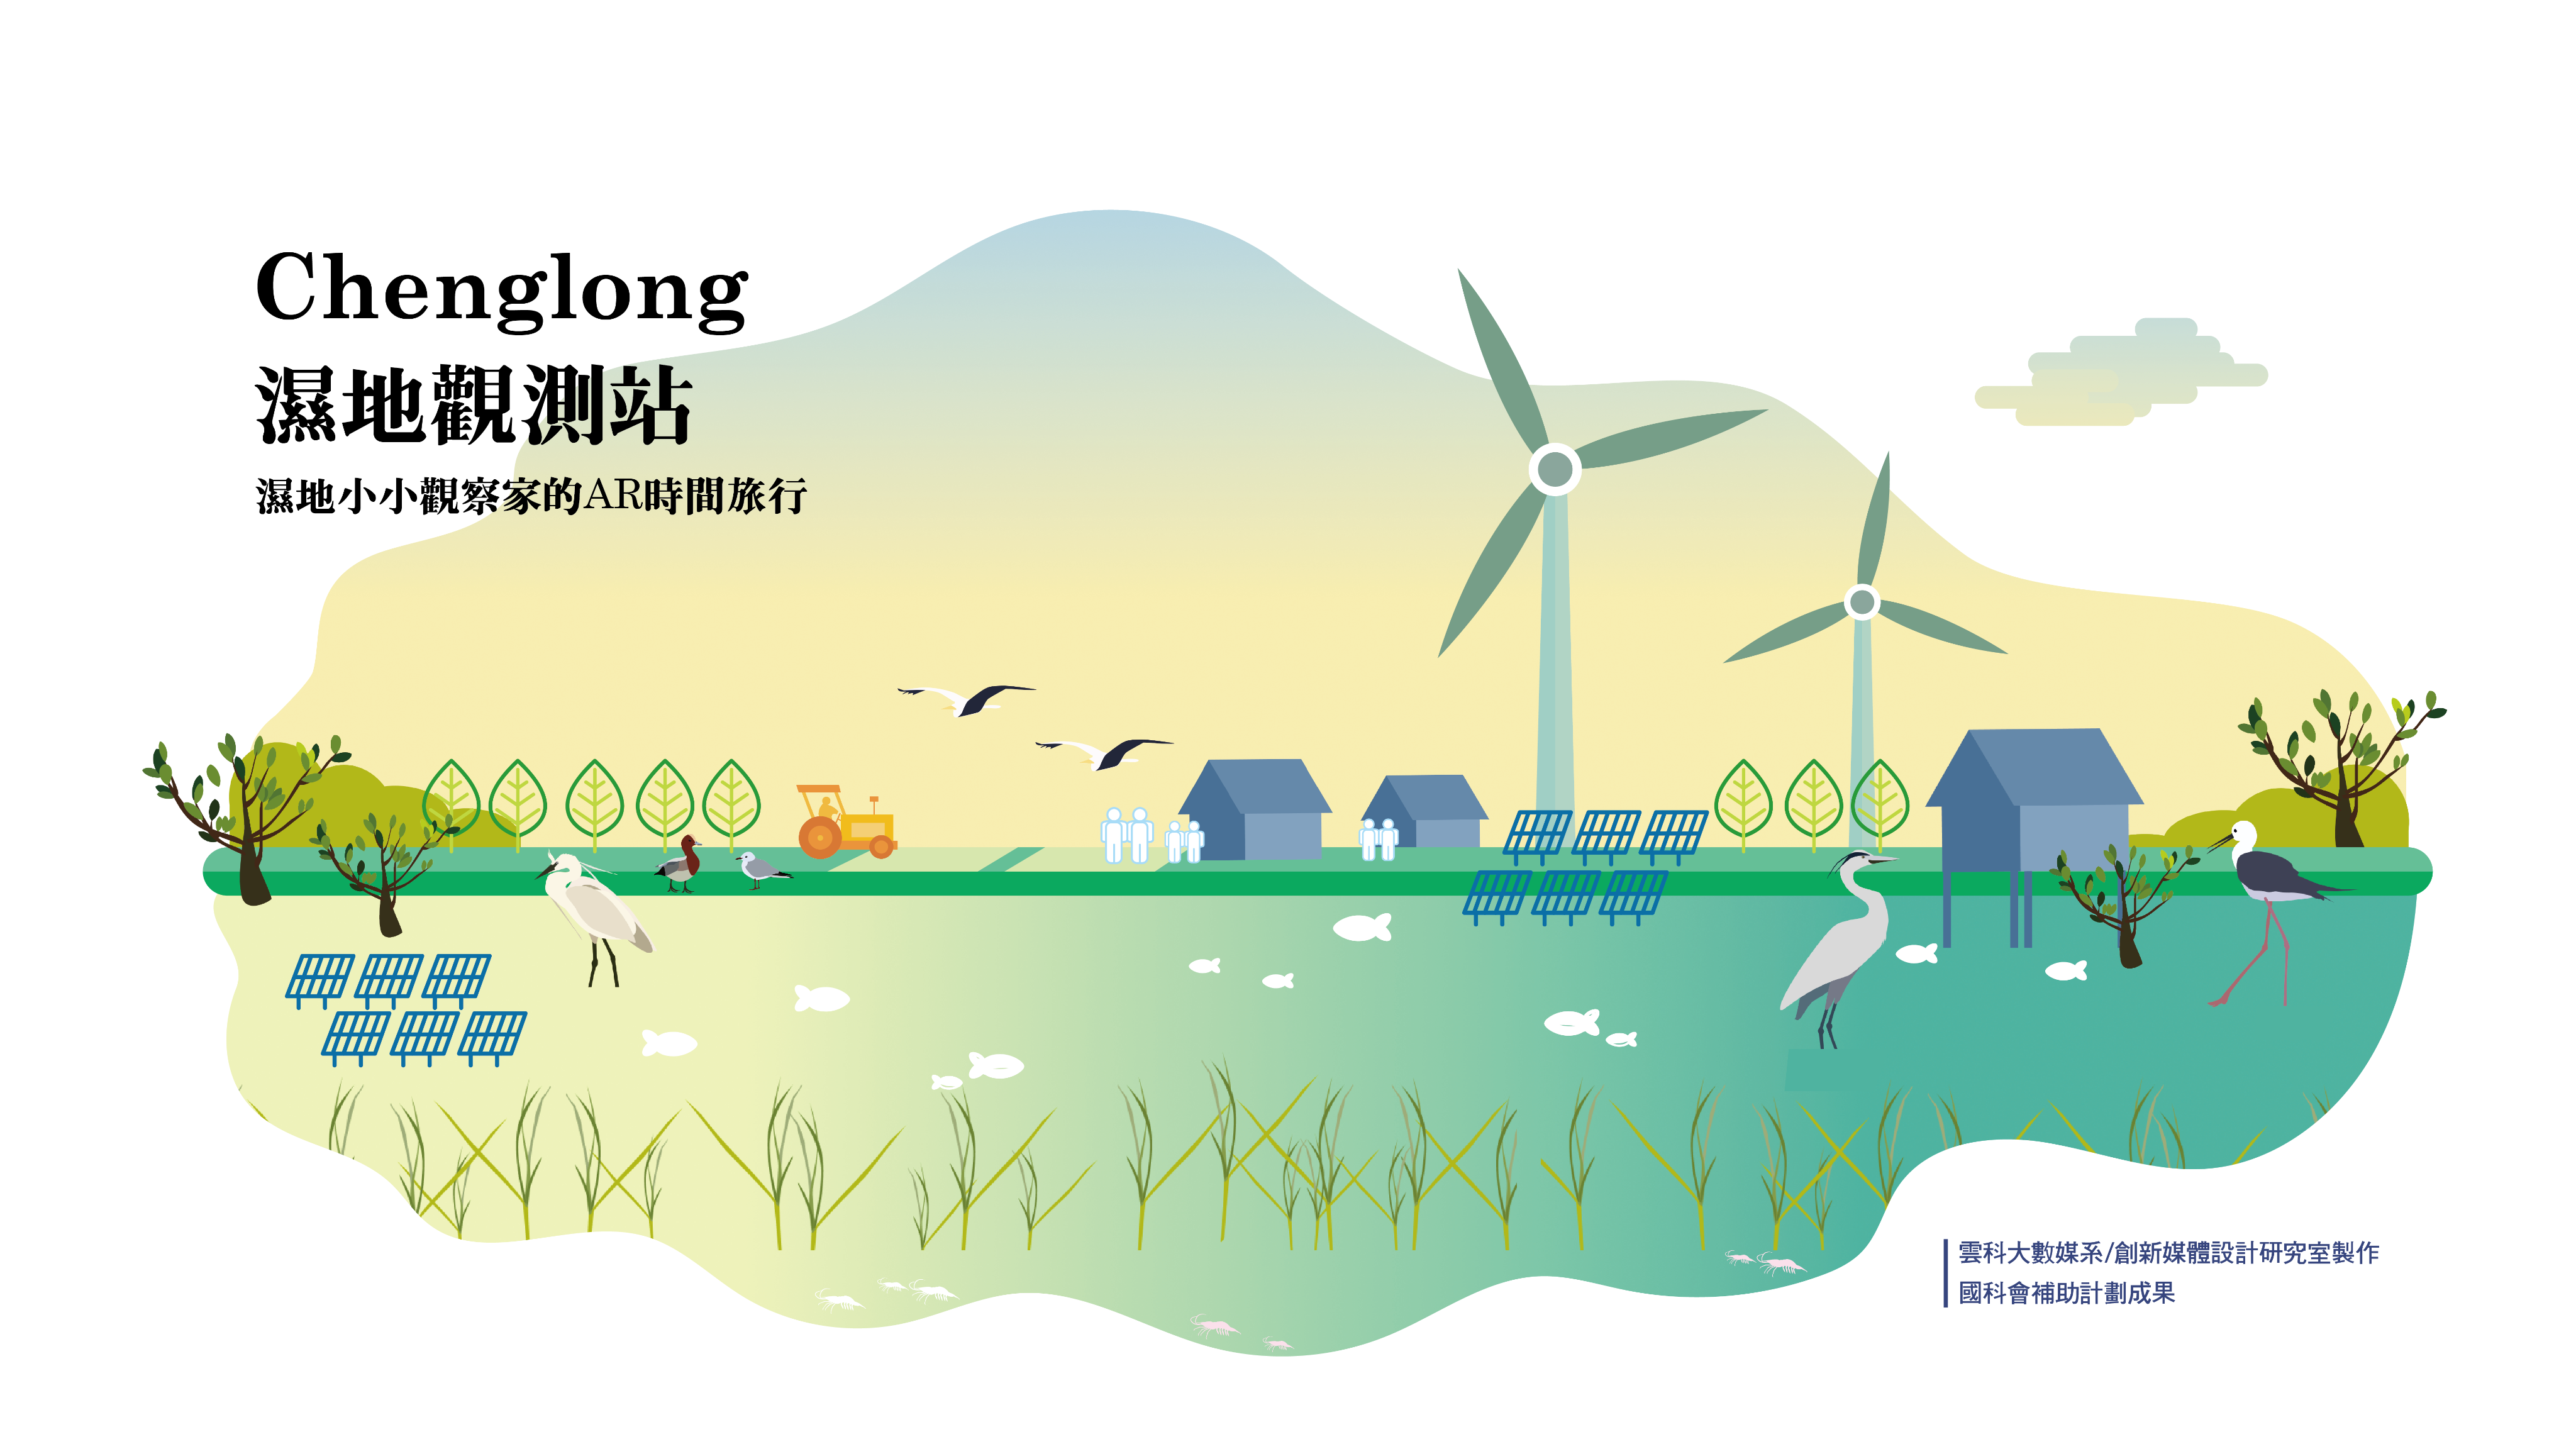 Chenglong
濕地觀測站
濕地小小觀察家的AR時間旅行
雲科大數媒系/創新媒體設計研究室製作
國科會補助計劃成果